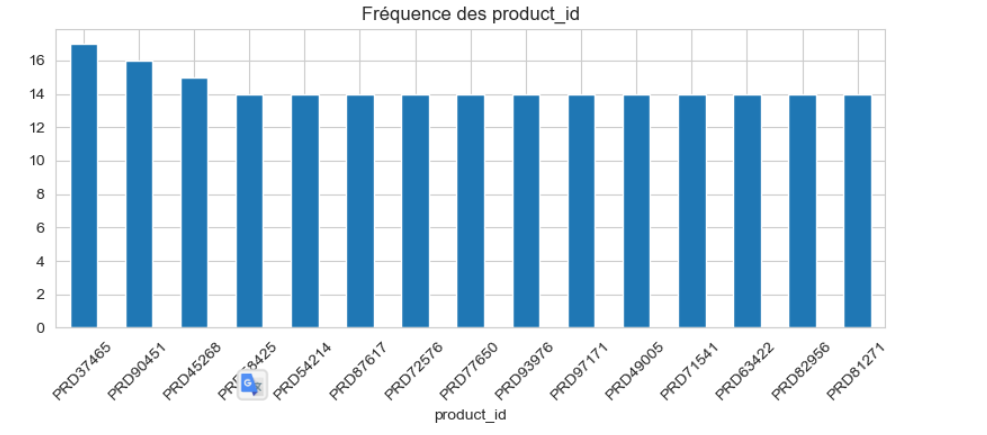 Fréquence des product_id
16
14
12
10
8
6
4
2
0
PRD37465
PRD90451
PRD45268
PRD54214
PRD87617
PRD72576
PRD77650
PRD93976
PRD97171
PRD49005
PRD71541
PRD63422
PRD82956
PRD81271
product_id